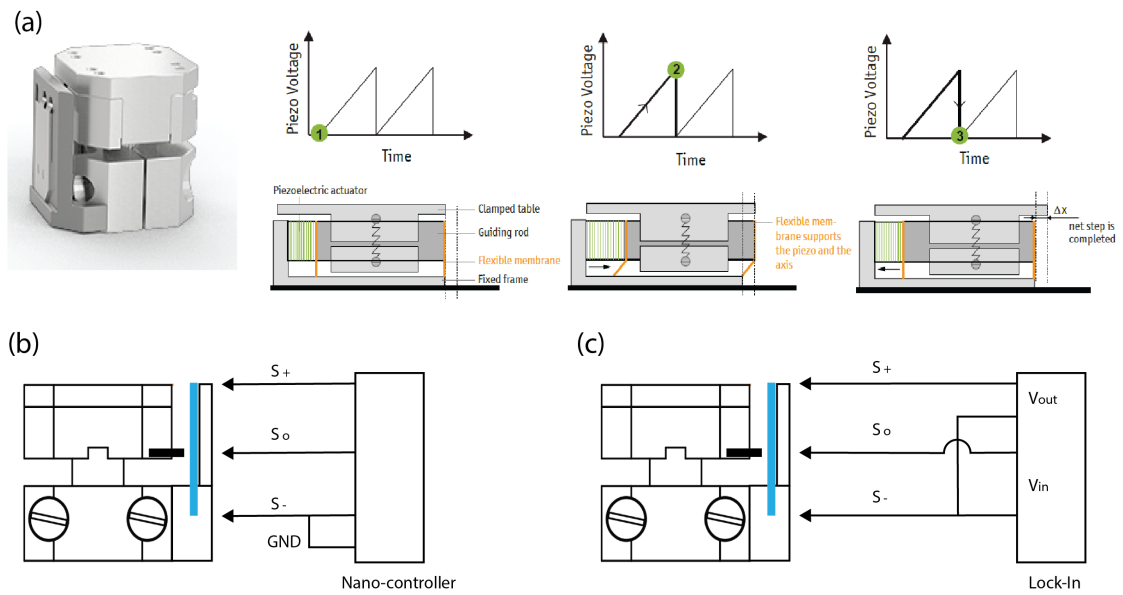 (a)
Piezo Voltage
1
Time
Piezo Voltage
2
Time
Piezo Voltage
3
Time
Piezoelectric actuator
Clamped table
Guiding rod
Flexible membrane
Fixed frame
Flexible mem-
brane supports
the piezo and the
axis
ΔX
net step is
completed
(b)
S+
So
S-
GND
Nano-controller
(c)
S+
So
S-
Vout
Vin
Lock-In